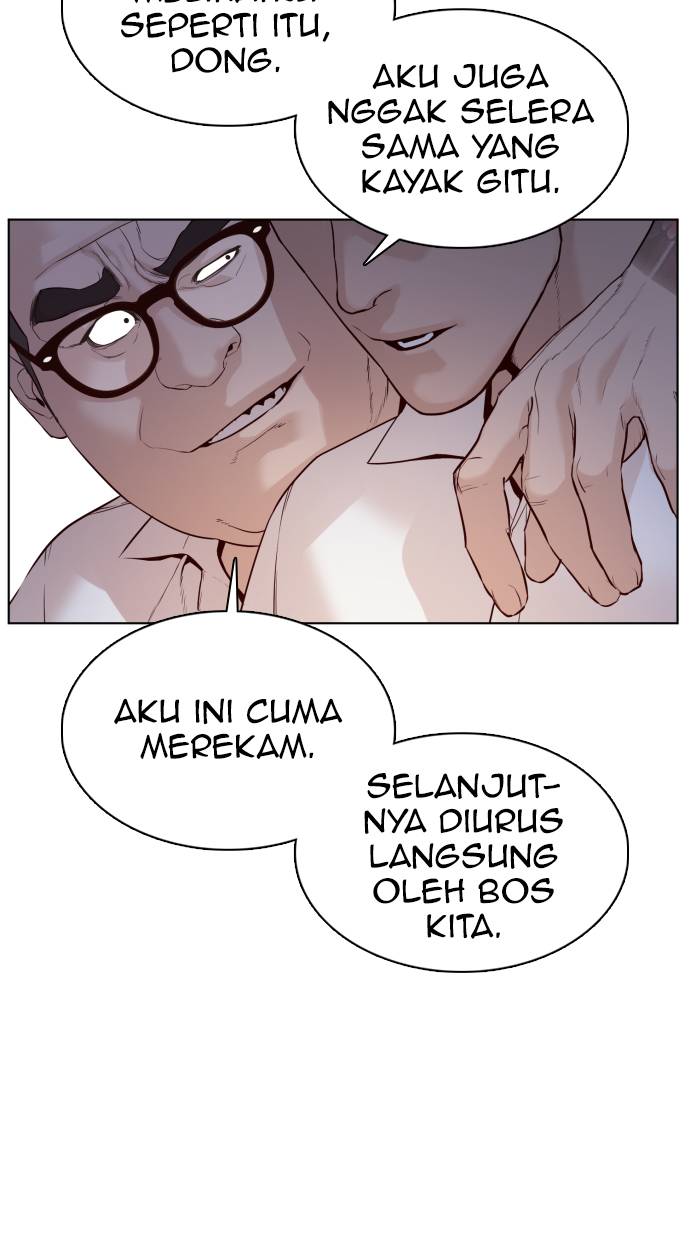 SEPERTI ITU,
DONG.
AKU JUGA
NGGAK SELERA
SAMA YANG
KAYAK GITU.
AKU INI CUMA
MEREKAM.
SELANJUT-
NYA DIURUS
LANGSUNG
OLEH BOS
KITA.